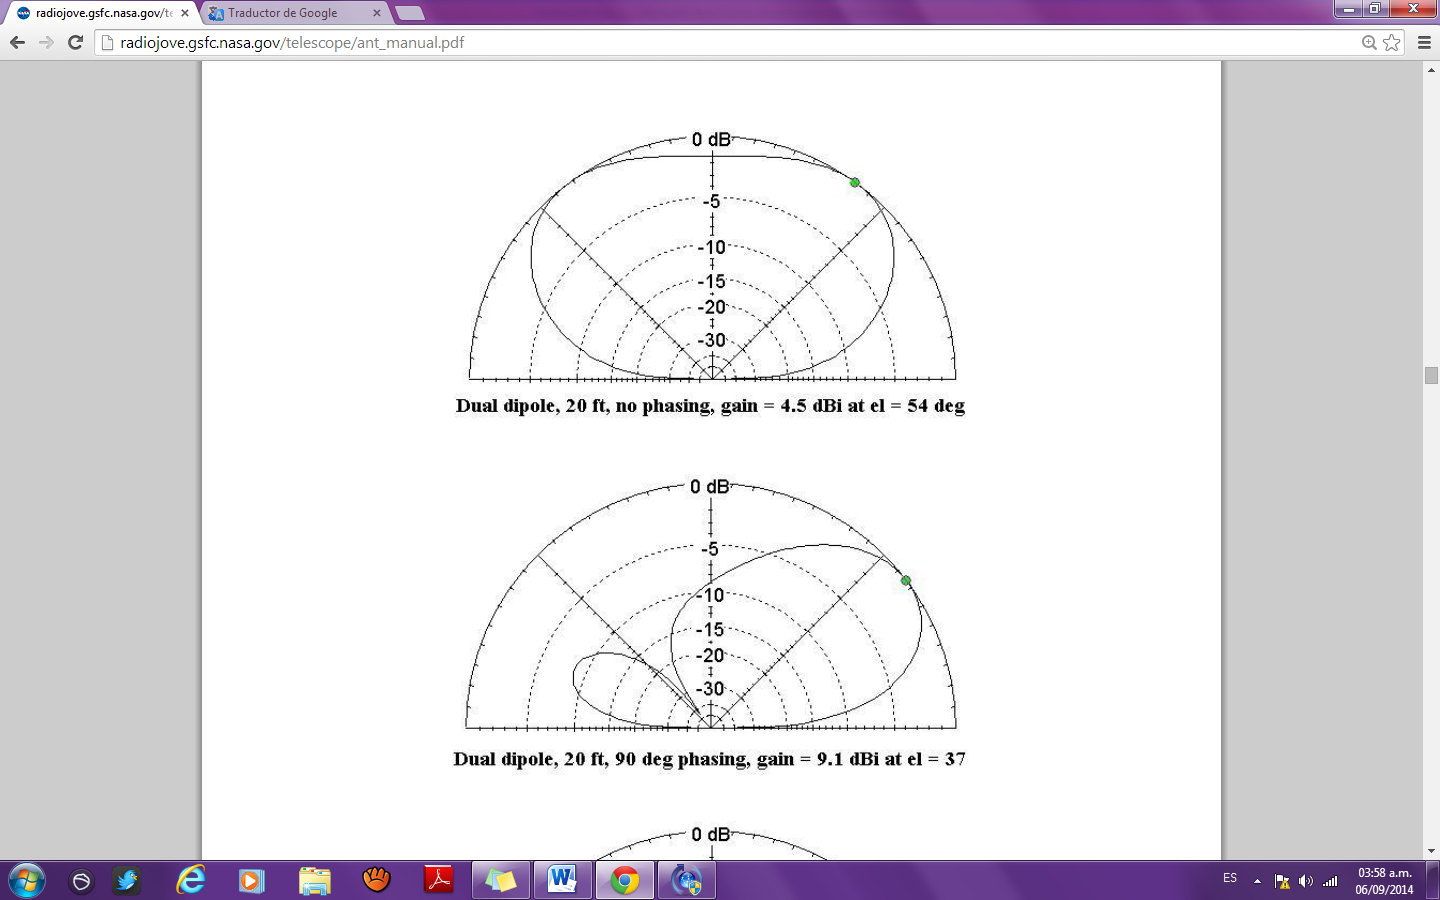 radiojove.gsfc.nasa.gov/te
Traductor de Google
radiojove.gsfc.nasa.gov/telescope/ant_manual.pdf
0 dB
-5
-10
-15
-20
-30
Dual dipole, 20 ft, no phasing, gain = 4.5 dBi at el = 54 deg
0 dB
-5
-10
-15
-20
-30
Dual dipole, 20 ft, 90 deg phasing, gain = 9.1 dBi at el = 37
0 dB
ES
03:58 a.m.
06/09/2014